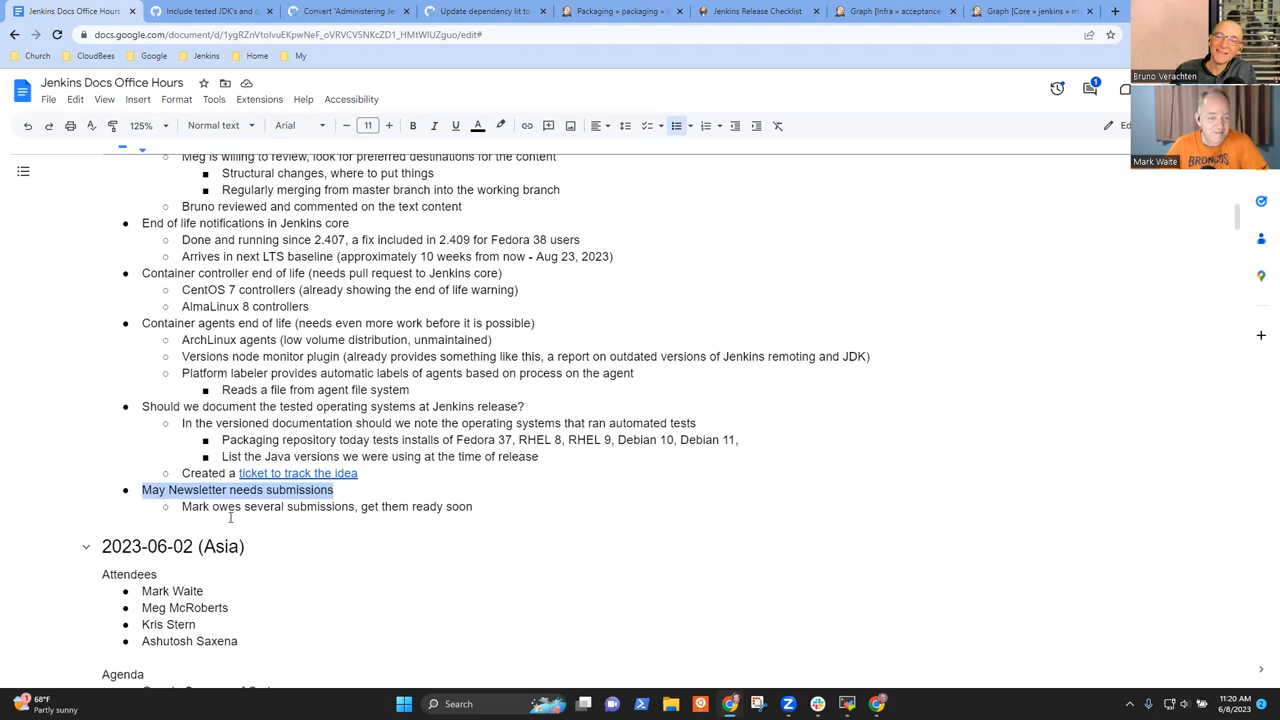 Include tested JDK's and c
Convert 'Administering Je
Update dependency lit to
Packaging » packaging » 
Jenkins Release Checklist
Graph [Infra » acceptance
Graph [Core » jenkins » m
docs.google.com/document/d/1ygRZnVtoIvuEKpwNeF_oVRVCV5NKcZD1_HMtWlUZguo/edit#
Church
CloudBees
Google
Jenkins
Home
My
Jenkins Docs Office Hours
File Edit View Insert Format Tools Extensions Help Accessibility
1
125% Normal text Arial 11 B I U A
Meg is willing to review, look for preferred destinations for the content
Structural changes, where to put things
Regularly merging from master branch into the working branch
Bruno reviewed and commented on the text content
End of life notifications in Jenkins core
Done and running since 2.407, a fix included in 2.409 for Fedora 38 users
Arrives in next LTS baseline (approximately 10 weeks from now - Aug 23, 2023)
Container controller end of life (needs pull request to Jenkins core)
CentOS 7 controllers (already showing the end of life warning)
AlmaLinux 8 controllers
Container agents end of life (needs even more work before it is possible)
ArchLinux agents (low volume distribution, unmaintained)
Versions node monitor plugin (already provides something like this, a report on outdated versions of Jenkins remoting and JDK)
Platform labeler provides automatic labels of agents based on process on the agent
Reads a file from agent file system
Should we document the tested operating systems at Jenkins release?
In the versioned documentation should we note the operating systems that ran automated tests
Packaging repository today tests installs of Fedora 37, RHEL 8, RHEL 9, Debian 10, Debian 11,
List the Java versions we were using at the time of release
Created a ticket to track the idea
May Newsletter needs submissions
Mark owes several submissions, get them ready soon
2023-06-02 (Asia)
Attendees
Mark Waite
Meg McRoberts
Kris Stern
Ashutosh Saxena
Agenda
Bruno Verachten
BRONCOS
Mark Waite
1
68°F
Partly sunny
Search
11:20 AM
6/8/2023
2